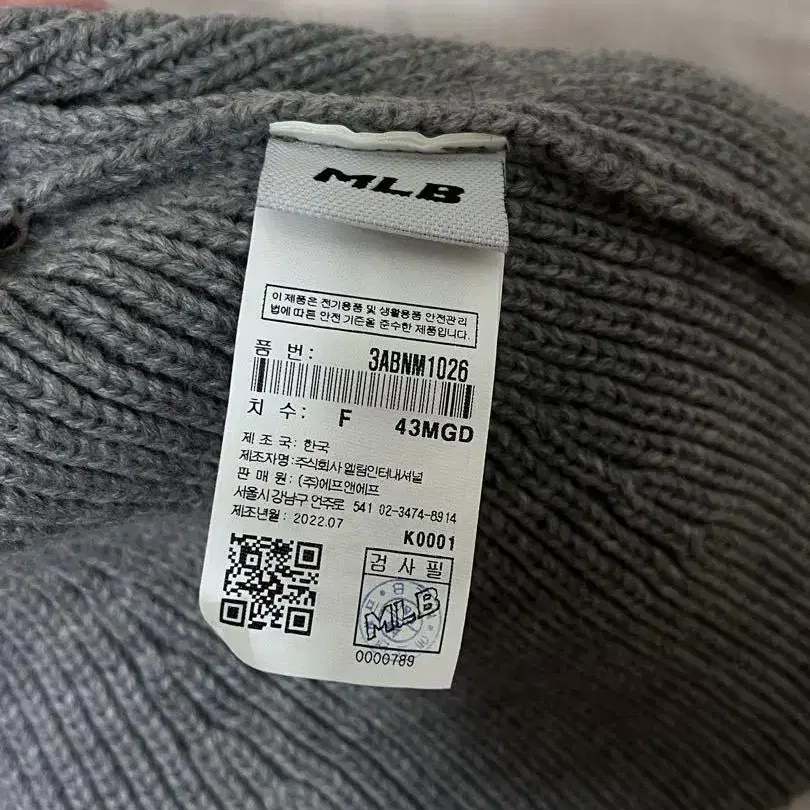 MLB
이 제품은 전기용품 및 생활용품 안전관리
법에 따른 안전 기준을 준수한 제품입니다.
품 번: 3ABNM1026
치 수: F 43MGD
제 조 국: 한국
제조자명:주식회사 엘림인터내셔널
판 매 원: (주)에프앤에프
서울시 강남구 언주로 541 02-3474-8914
제조년월: 2022.07
K0001
검 사 필
MLB
0000789